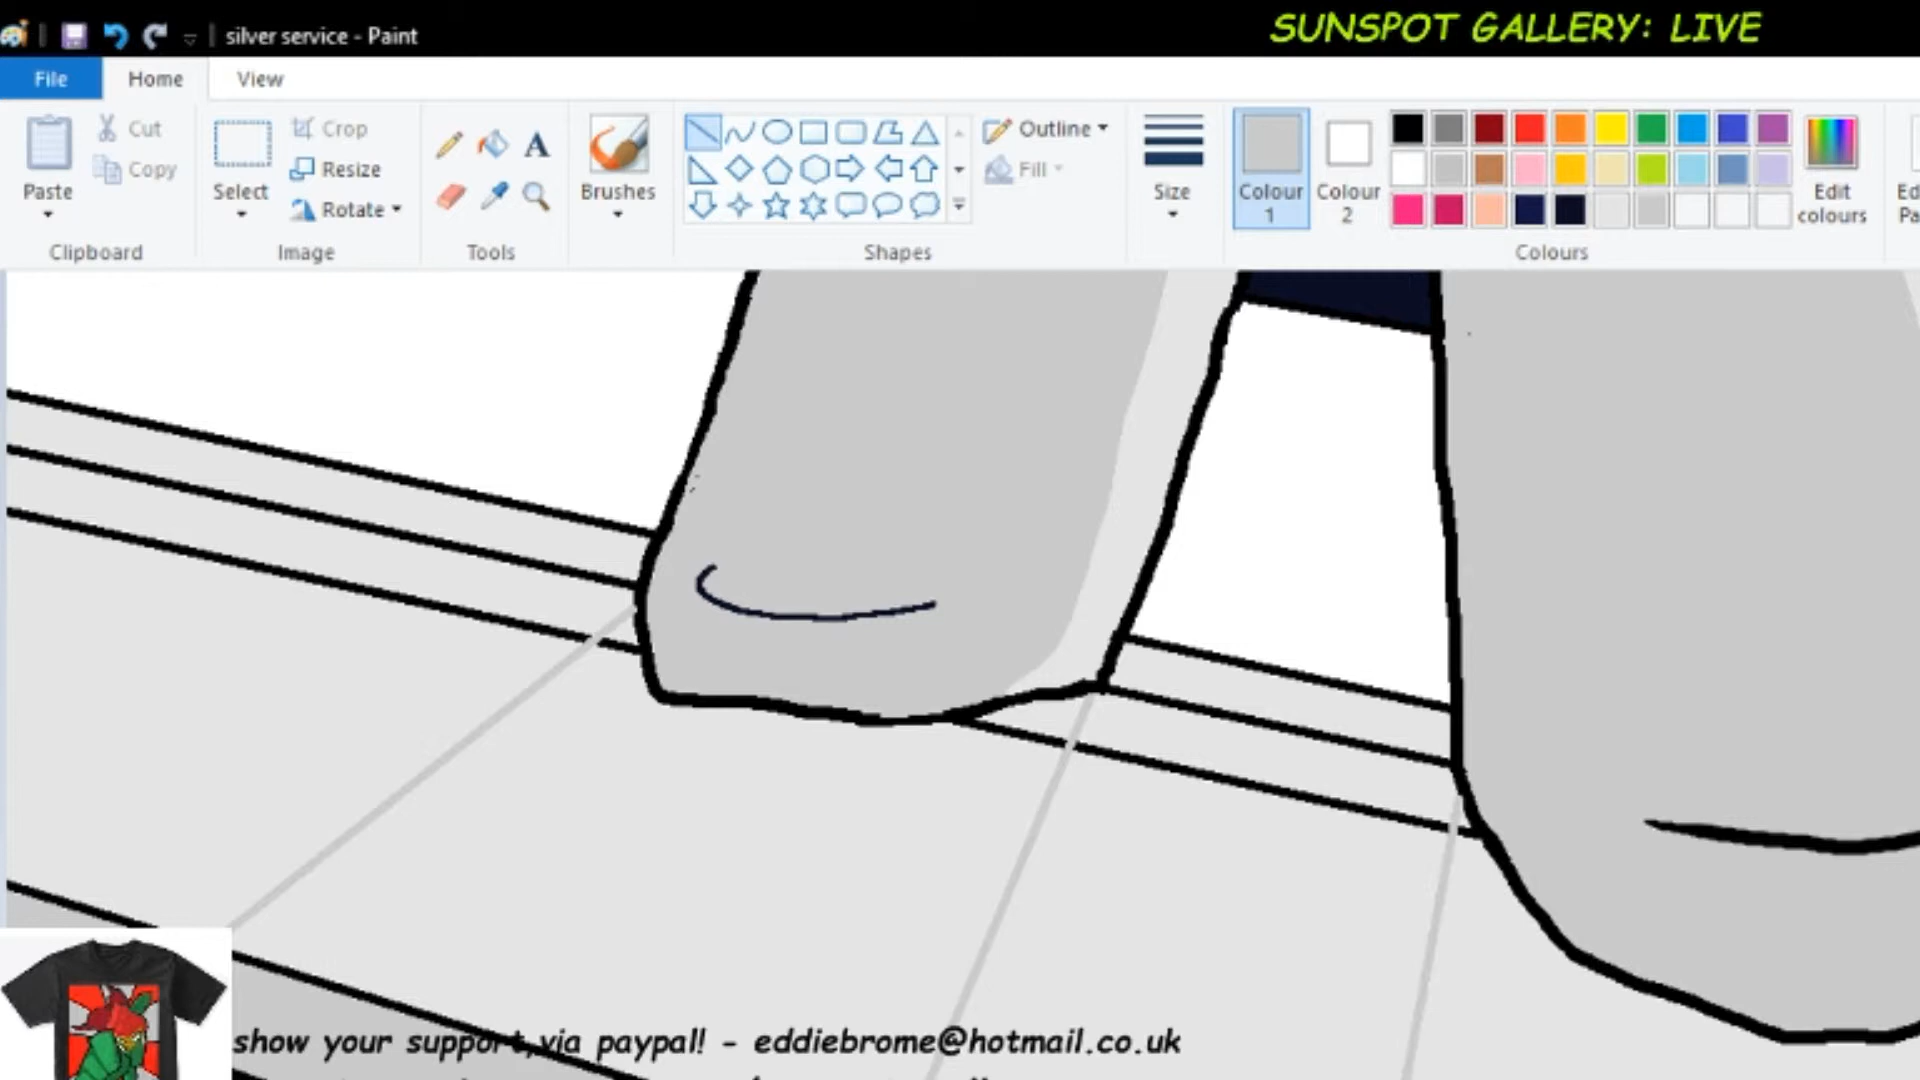 SUNSPOT GALLERY: LIVE
silver service - Paint
File Home View
Paste
Cut
Copy
Clipboard
Select
Crop
Resize
Rotate
Image
A
Tools
Brushes
Shapes
Outline
Fill
Size
Colour 1
Colour 2
Edit colours
Colours
show your support,via paypal! - eddiebrome@hotmail.co.uk